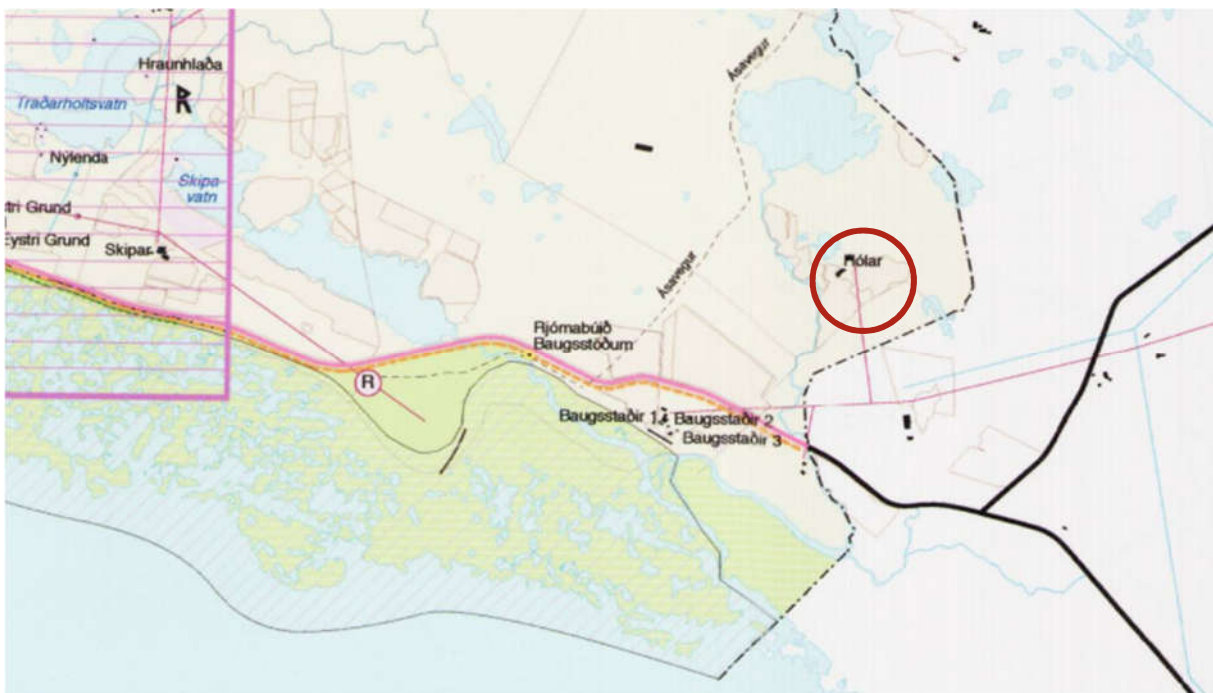 Hraunhlaða
Traðarholtsvatn
Nýlenda
Skipa
vatn
stri Grund
Eystri Grund
Skipar
Ásavegur
Ásavegur
Hólar
Rjómabúið
Baugsstöðum
R
Baugsstaðir 1
Baugsstaðir 2
Baugsstaðir 3